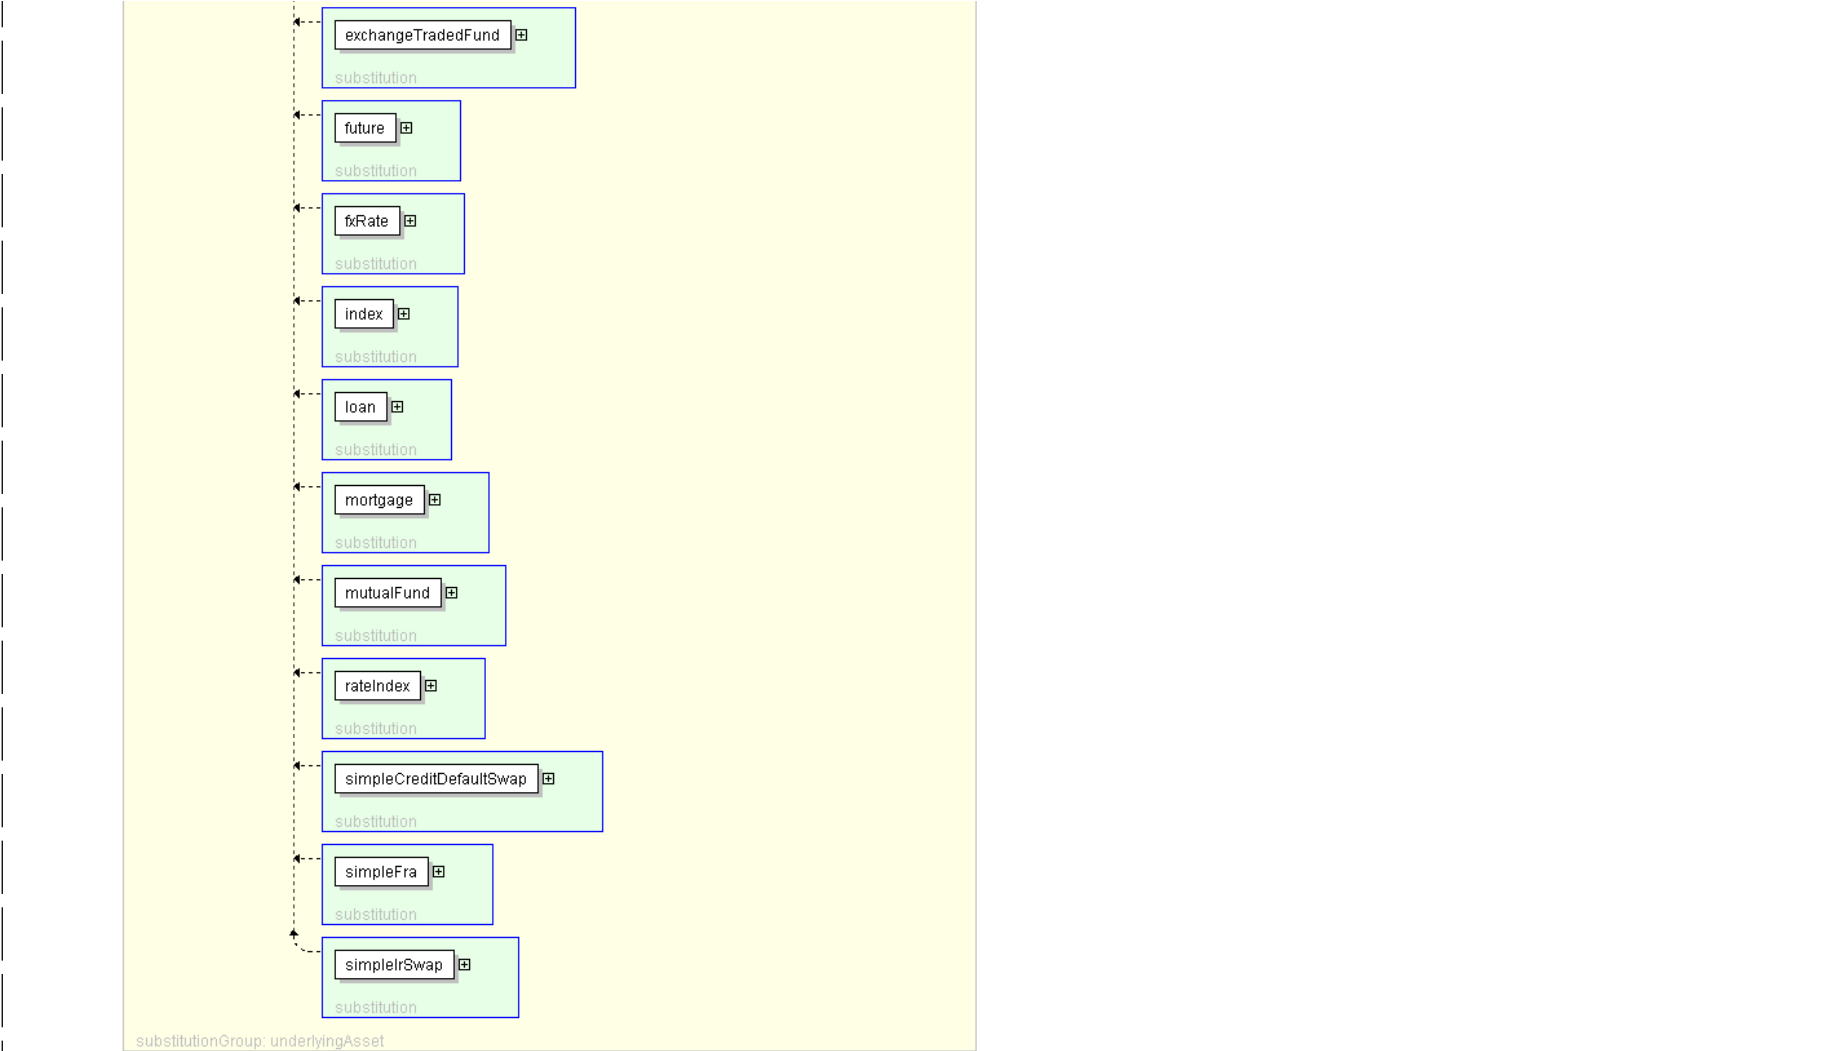 exchangeTradedFund
substitution
future
substitution
fxRate
substitution
index
substitution
loan
substitution
mortgage
substitution
mutualFund
substitution
rateIndex
substitution
simpleCreditDefaultSwap
substitution
simpleFra
substitution
simpleIrSwap
substitution
substitutionGroup: underlyingAsset